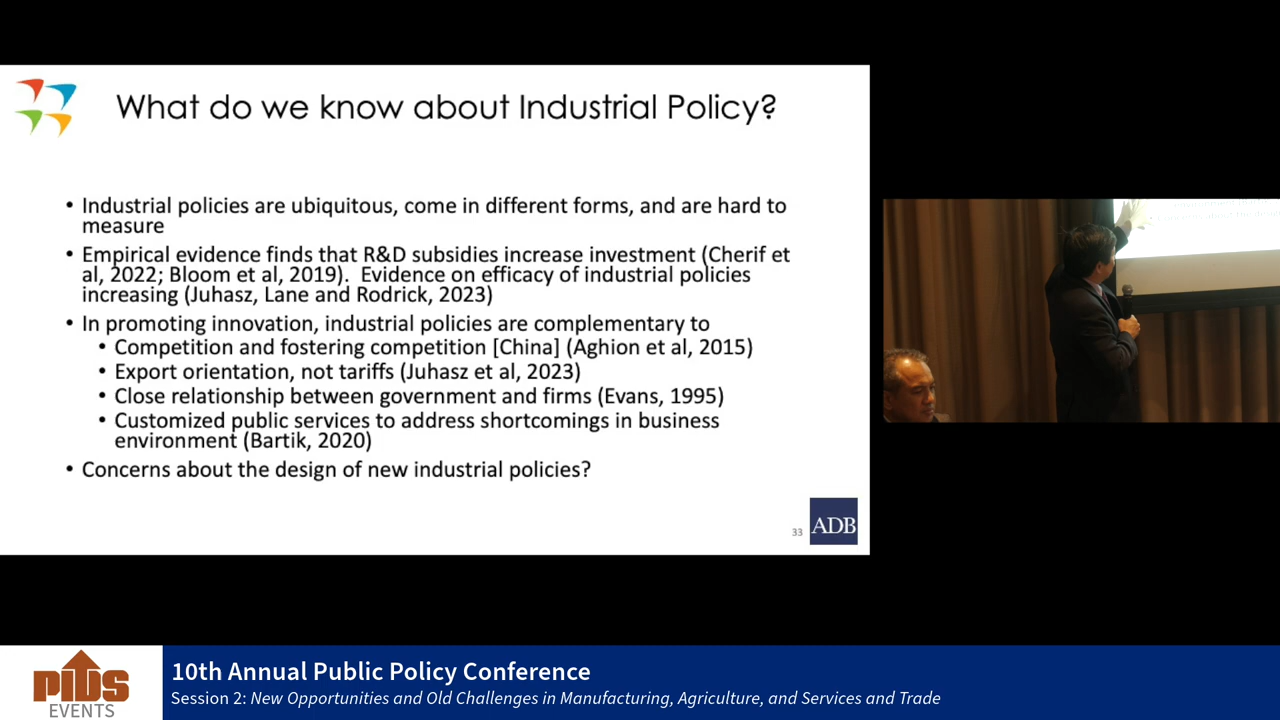 What do we know about Industrial Policy?
• Industrial policies are ubiquitous, come in different forms, and are hard to
measure
• Empirical evidence finds that R&D subsidies increase investment (Cherif et
al, 2022; Bloom et al, 2019). Evidence on efficacy of industrial policies
increasing (Juhasz, Lane and Rodrick, 2023)
• In promoting innovation, industrial policies are complementary to
• Competition and fostering competition [China] (Aghion et al, 2015)
• Export orientation, not tariffs (Juhasz et al, 2023)
• Close relationship between government and firms (Evans, 1995)
• Customized public services to address shortcomings in business
environment (Bartik, 2020)
• Concerns about the design of new industrial policies?
33
ADB
PIDS
EVENTS
10th Annual Public Policy Conference
Session 2: New Opportunities and Old Challenges in Manufacturing, Agriculture, and Services and Trade